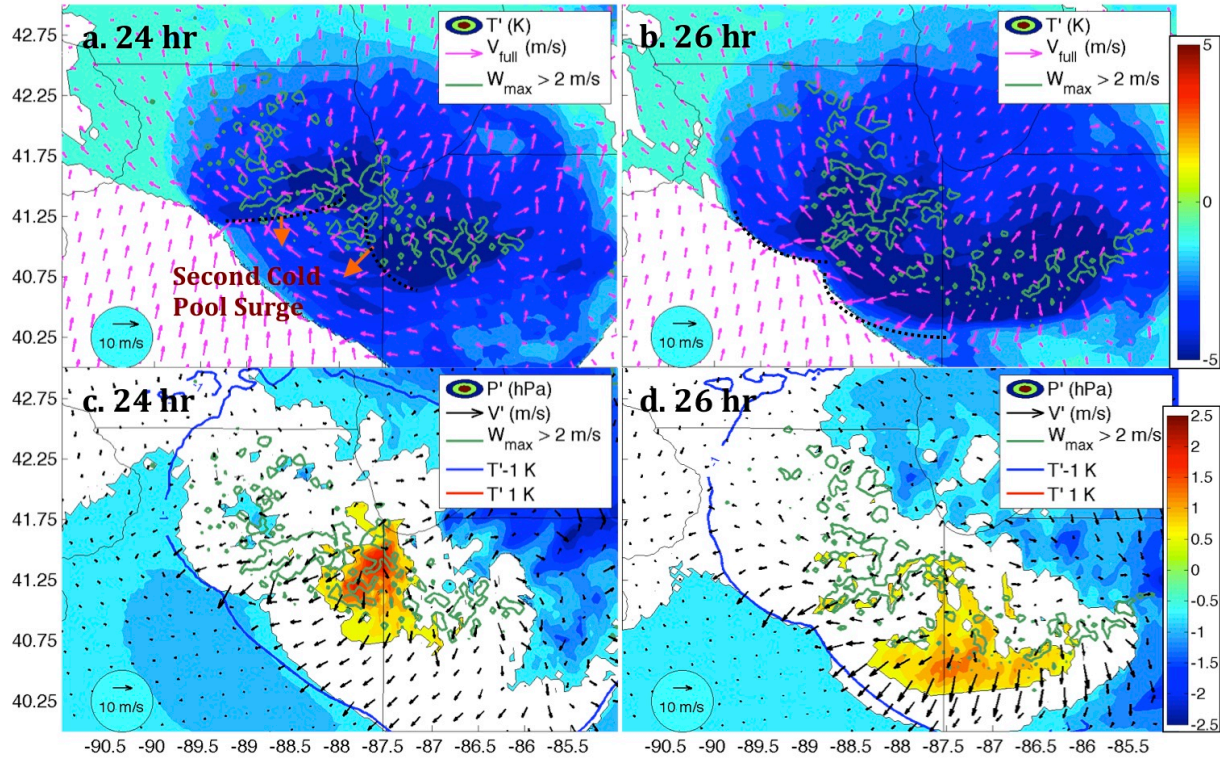 a. 24 hr
T' (K)
V_full (m/s)
W_max > 2 m/s
b. 26 hr
T' (K)
V_full (m/s)
W_max > 2 m/s
5
0
-5
42.75
42.25
41.75
41.25
40.75
40.25
Second Cold
Pool Surge
10 m/s
10 m/s
c. 24 hr
P' (hPa)
V' (m/s)
W_max > 2 m/s
T'-1 K
T' 1 K
d. 26 hr
P' (hPa)
V' (m/s)
W_max > 2 m/s
T'-1 K
T' 1 K
2.5
2
1.5
1
0.5
0
-0.5
-1
-1.5
-2
-2.5
42.75
42.25
41.75
41.25
40.75
40.25
10 m/s
10 m/s
-90.5 -90 -89.5 -89 -88.5 -88 -87.5 -87 -86.5 -86 -85.5
-90.5 -90 -89.5 -89 -88.5 -88 -87.5 -87 -86.5 -86 -85.5